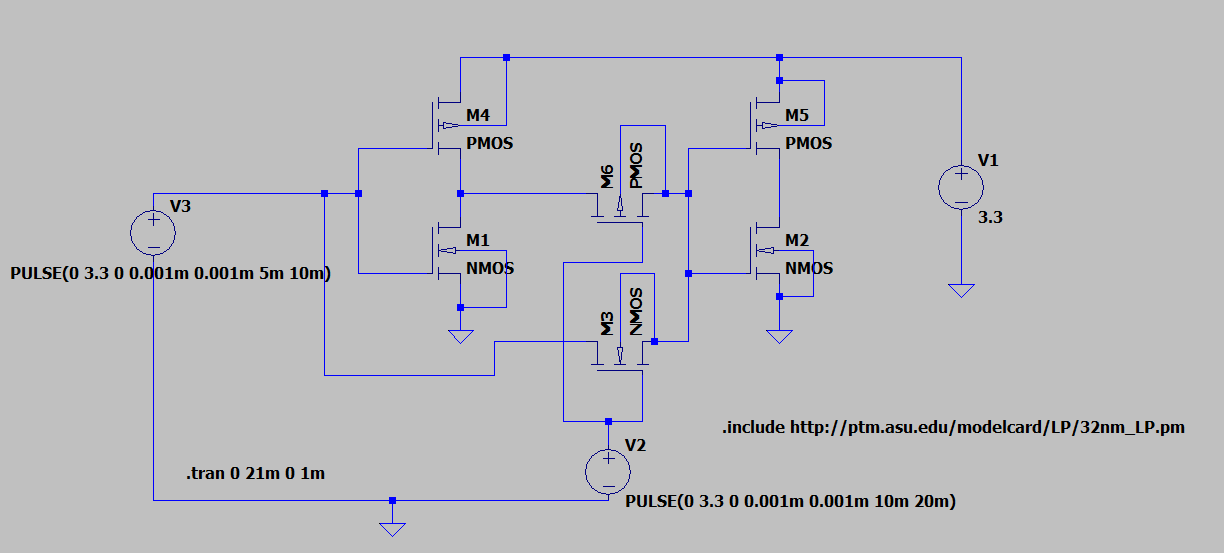 M4
PMOS
M5
PMOS
M6
PMOS
V1
3.3
V3
PULSE(0 3.3 0 0.001m 0.001m 5m 10m)
M1
NMOS
M2
NMOS
M3
NMOS
.include http://ptm.asu.edu/modelcard/LP/32nm_LP.pm
V2
PULSE(0 3.3 0 0.001m 0.001m 10m 20m)
.tran 0 21m 0 1m